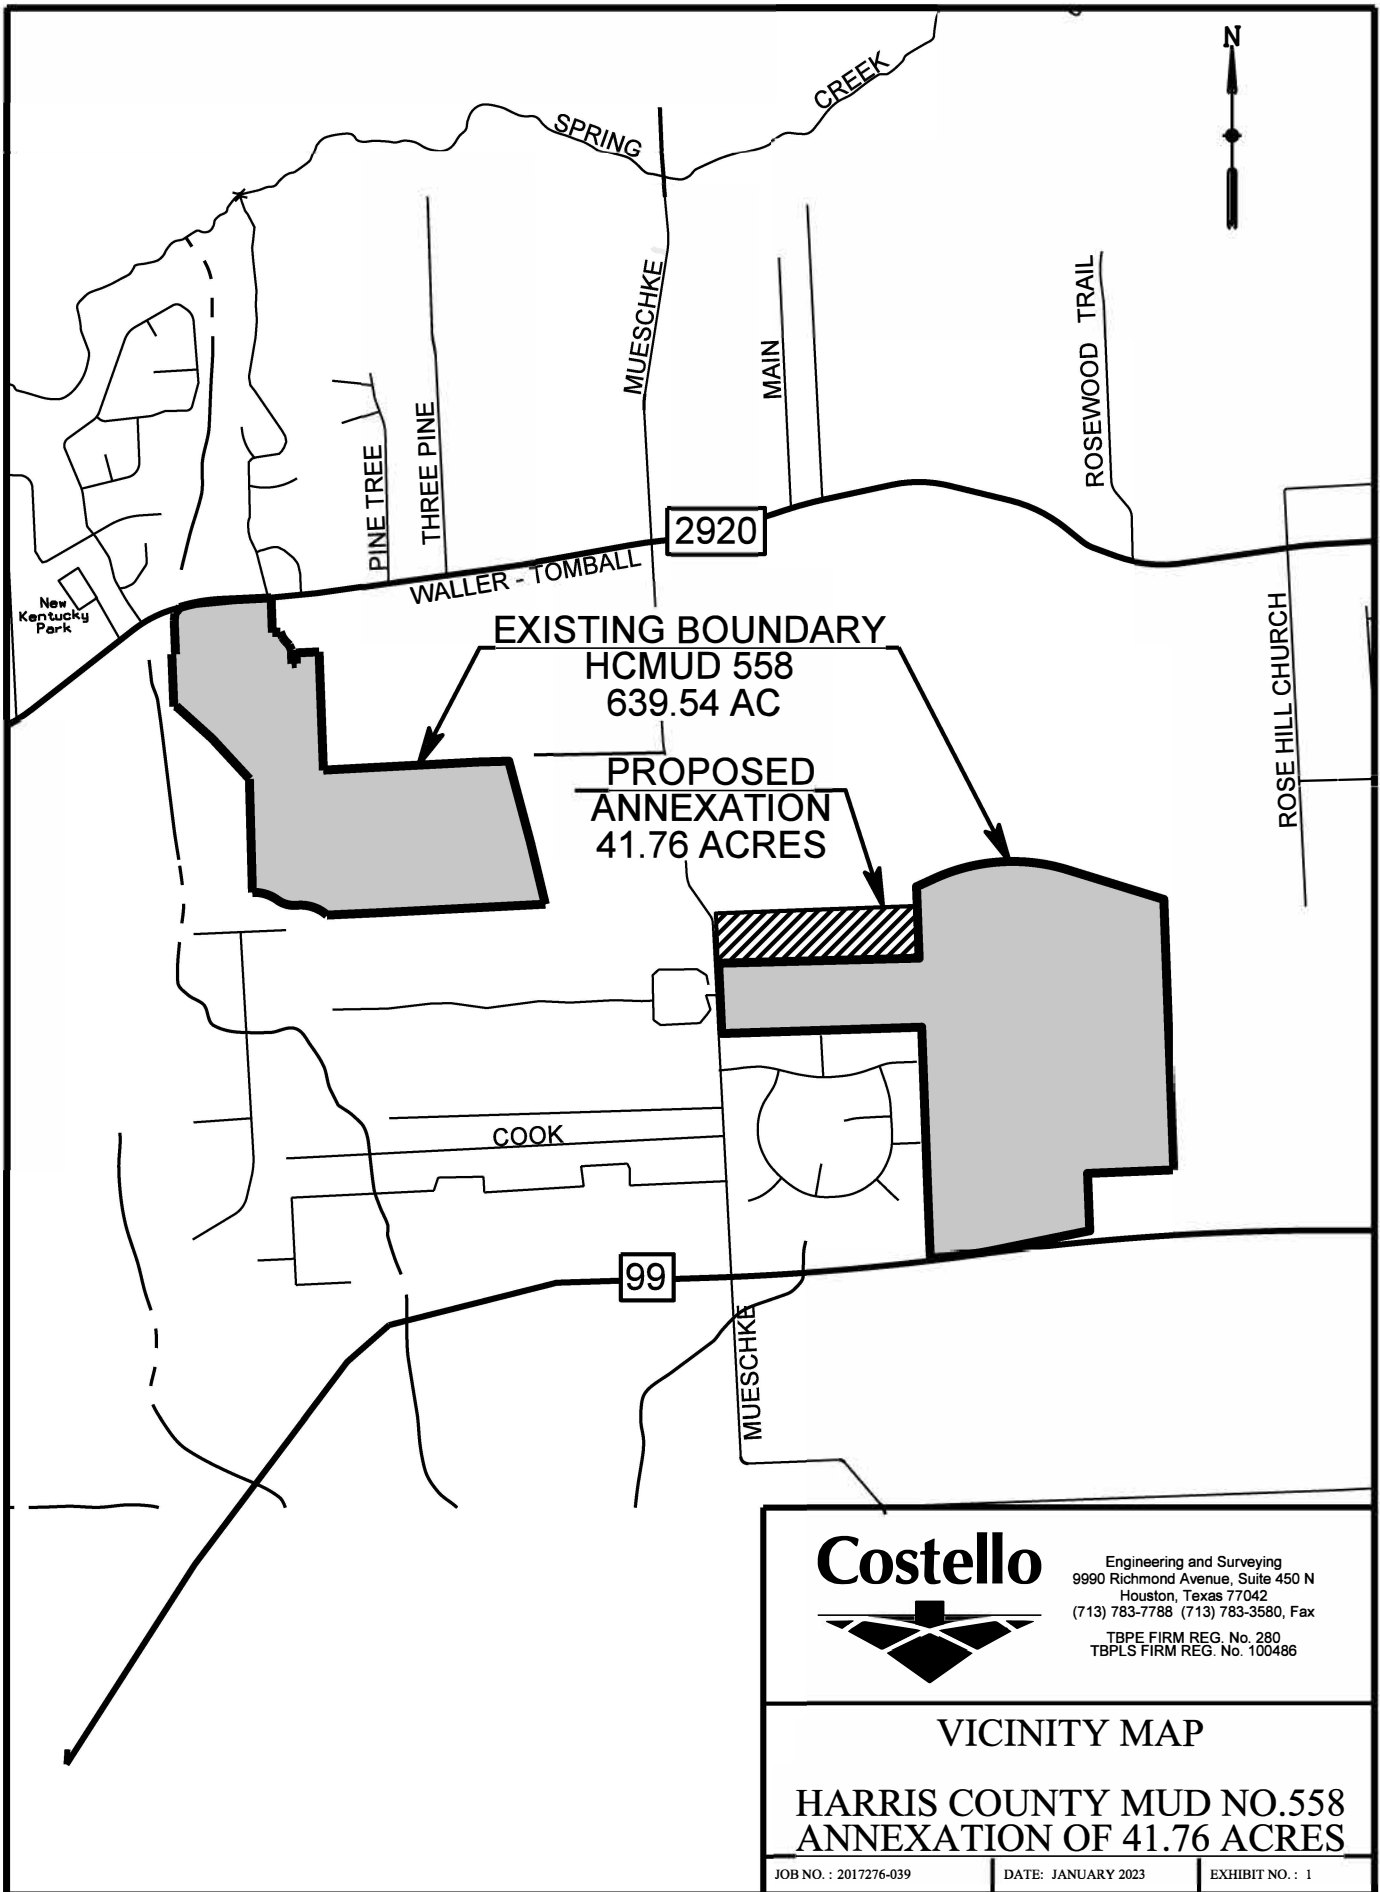 N
SPRING
CREEK
MUESCHKE
MAIN
ROSEWOOD TRAIL
PINE TREE
THREE PINE
2920
WALLER - TOMBALL
New
Kentucky
Park
ROSE HILL CHURCH
EXISTING BOUNDARY
HCMUD 558
639.54 AC
PROPOSED
ANNEXATION
41.76 ACRES
COOK
99
MUESCHKE
Costello
Engineering and Surveying
9990 Richmond Avenue, Suite 450 N
Houston, Texas 77042
(713) 783-7788 (713) 783-3580, Fax
TBPE FIRM REG. No. 280
TBPLS FIRM REG. No. 100486
VICINITY MAP
HARRIS COUNTY MUD NO.558
ANNEXATION OF 41.76 ACRES
JOB NO. : 2017276-039
DATE: JANUARY 2023
EXHIBIT NO. : 1